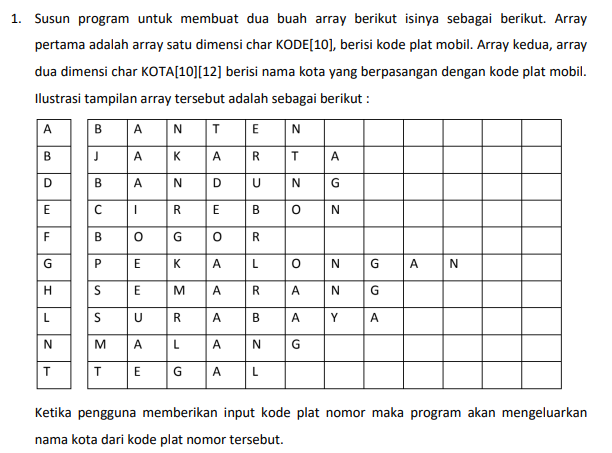 1. Susun program untuk membuat dua buah array berikut isinya sebagai berikut. Array
pertama adalah array satu dimensi char KODE[10], berisi kode plat mobil. Array kedua, array
dua dimensi char KOTA[10][12] berisi nama kota yang berpasangan dengan kode plat mobil.
Ilustrasi tampilan array tersebut adalah sebagai berikut :
A B A N T E N
B J A K A R T A
D B A N D U N G
E C I R E B O N
F B O G O R
G P E K A L O N G A N
H S E M A R A N G
L S U R A B A Y A
N M A L A N G
T T E G A L
Ketika pengguna memberikan input kode plat nomor maka program akan mengeluarkan
nama kota dari kode plat nomor tersebut.